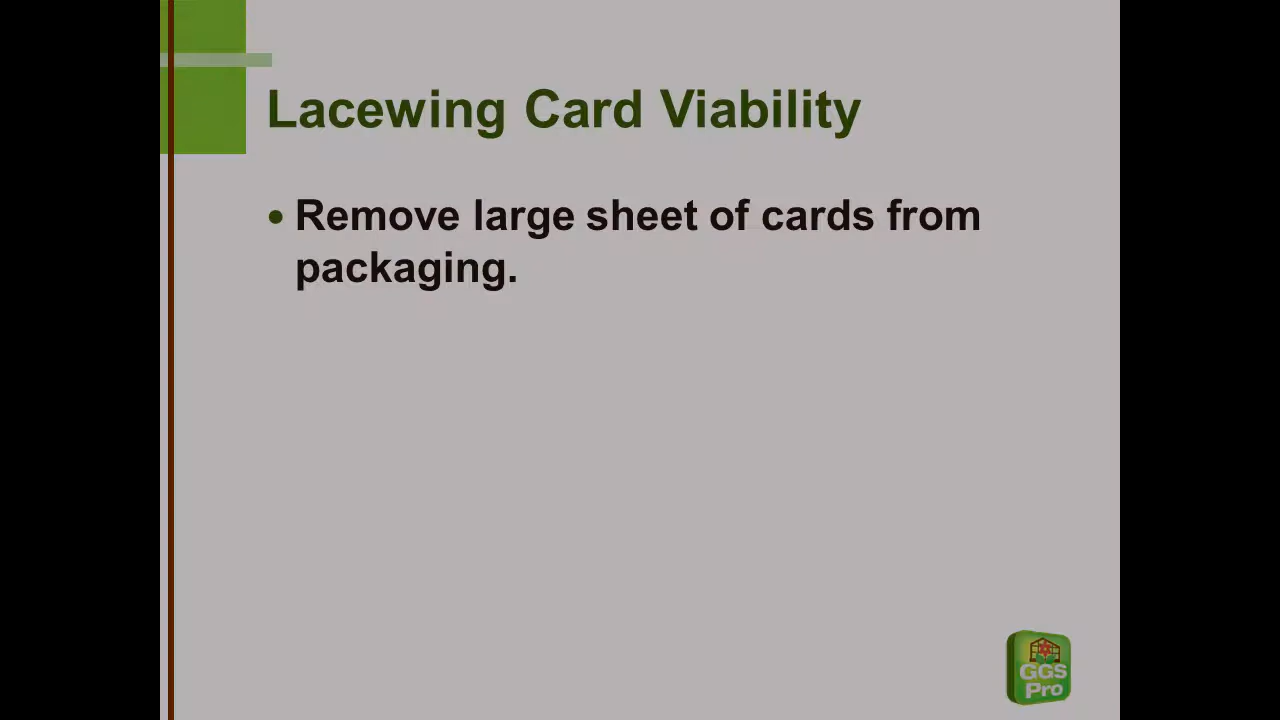 Lacewing Card Viability
• Remove large sheet of cards from
packaging.
GGS
Pro